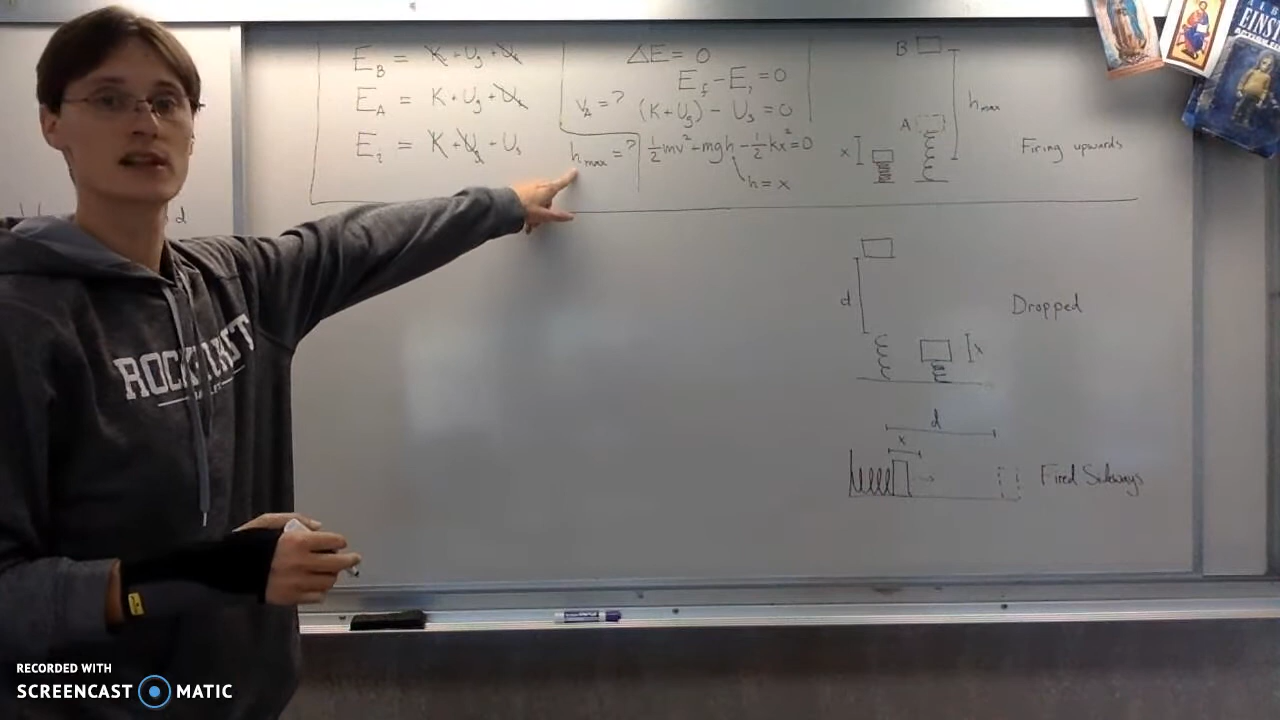 E_B = K + U_g + U_s
E_A = K + U_g + U_s
E_i = K + U_g + U_s
v_A = ?
h_max = ?
ΔE = 0
E_f - E_i = 0
(K + U_g) - U_s = 0
½mv² + mgh - ½kx² = 0
h = x
B
A
h_max
x
Firing upwards
d
Dropped
x
d
x
Fired Sideways
d
ROCK
RECORDED WITH
SCREENCAST MATIC